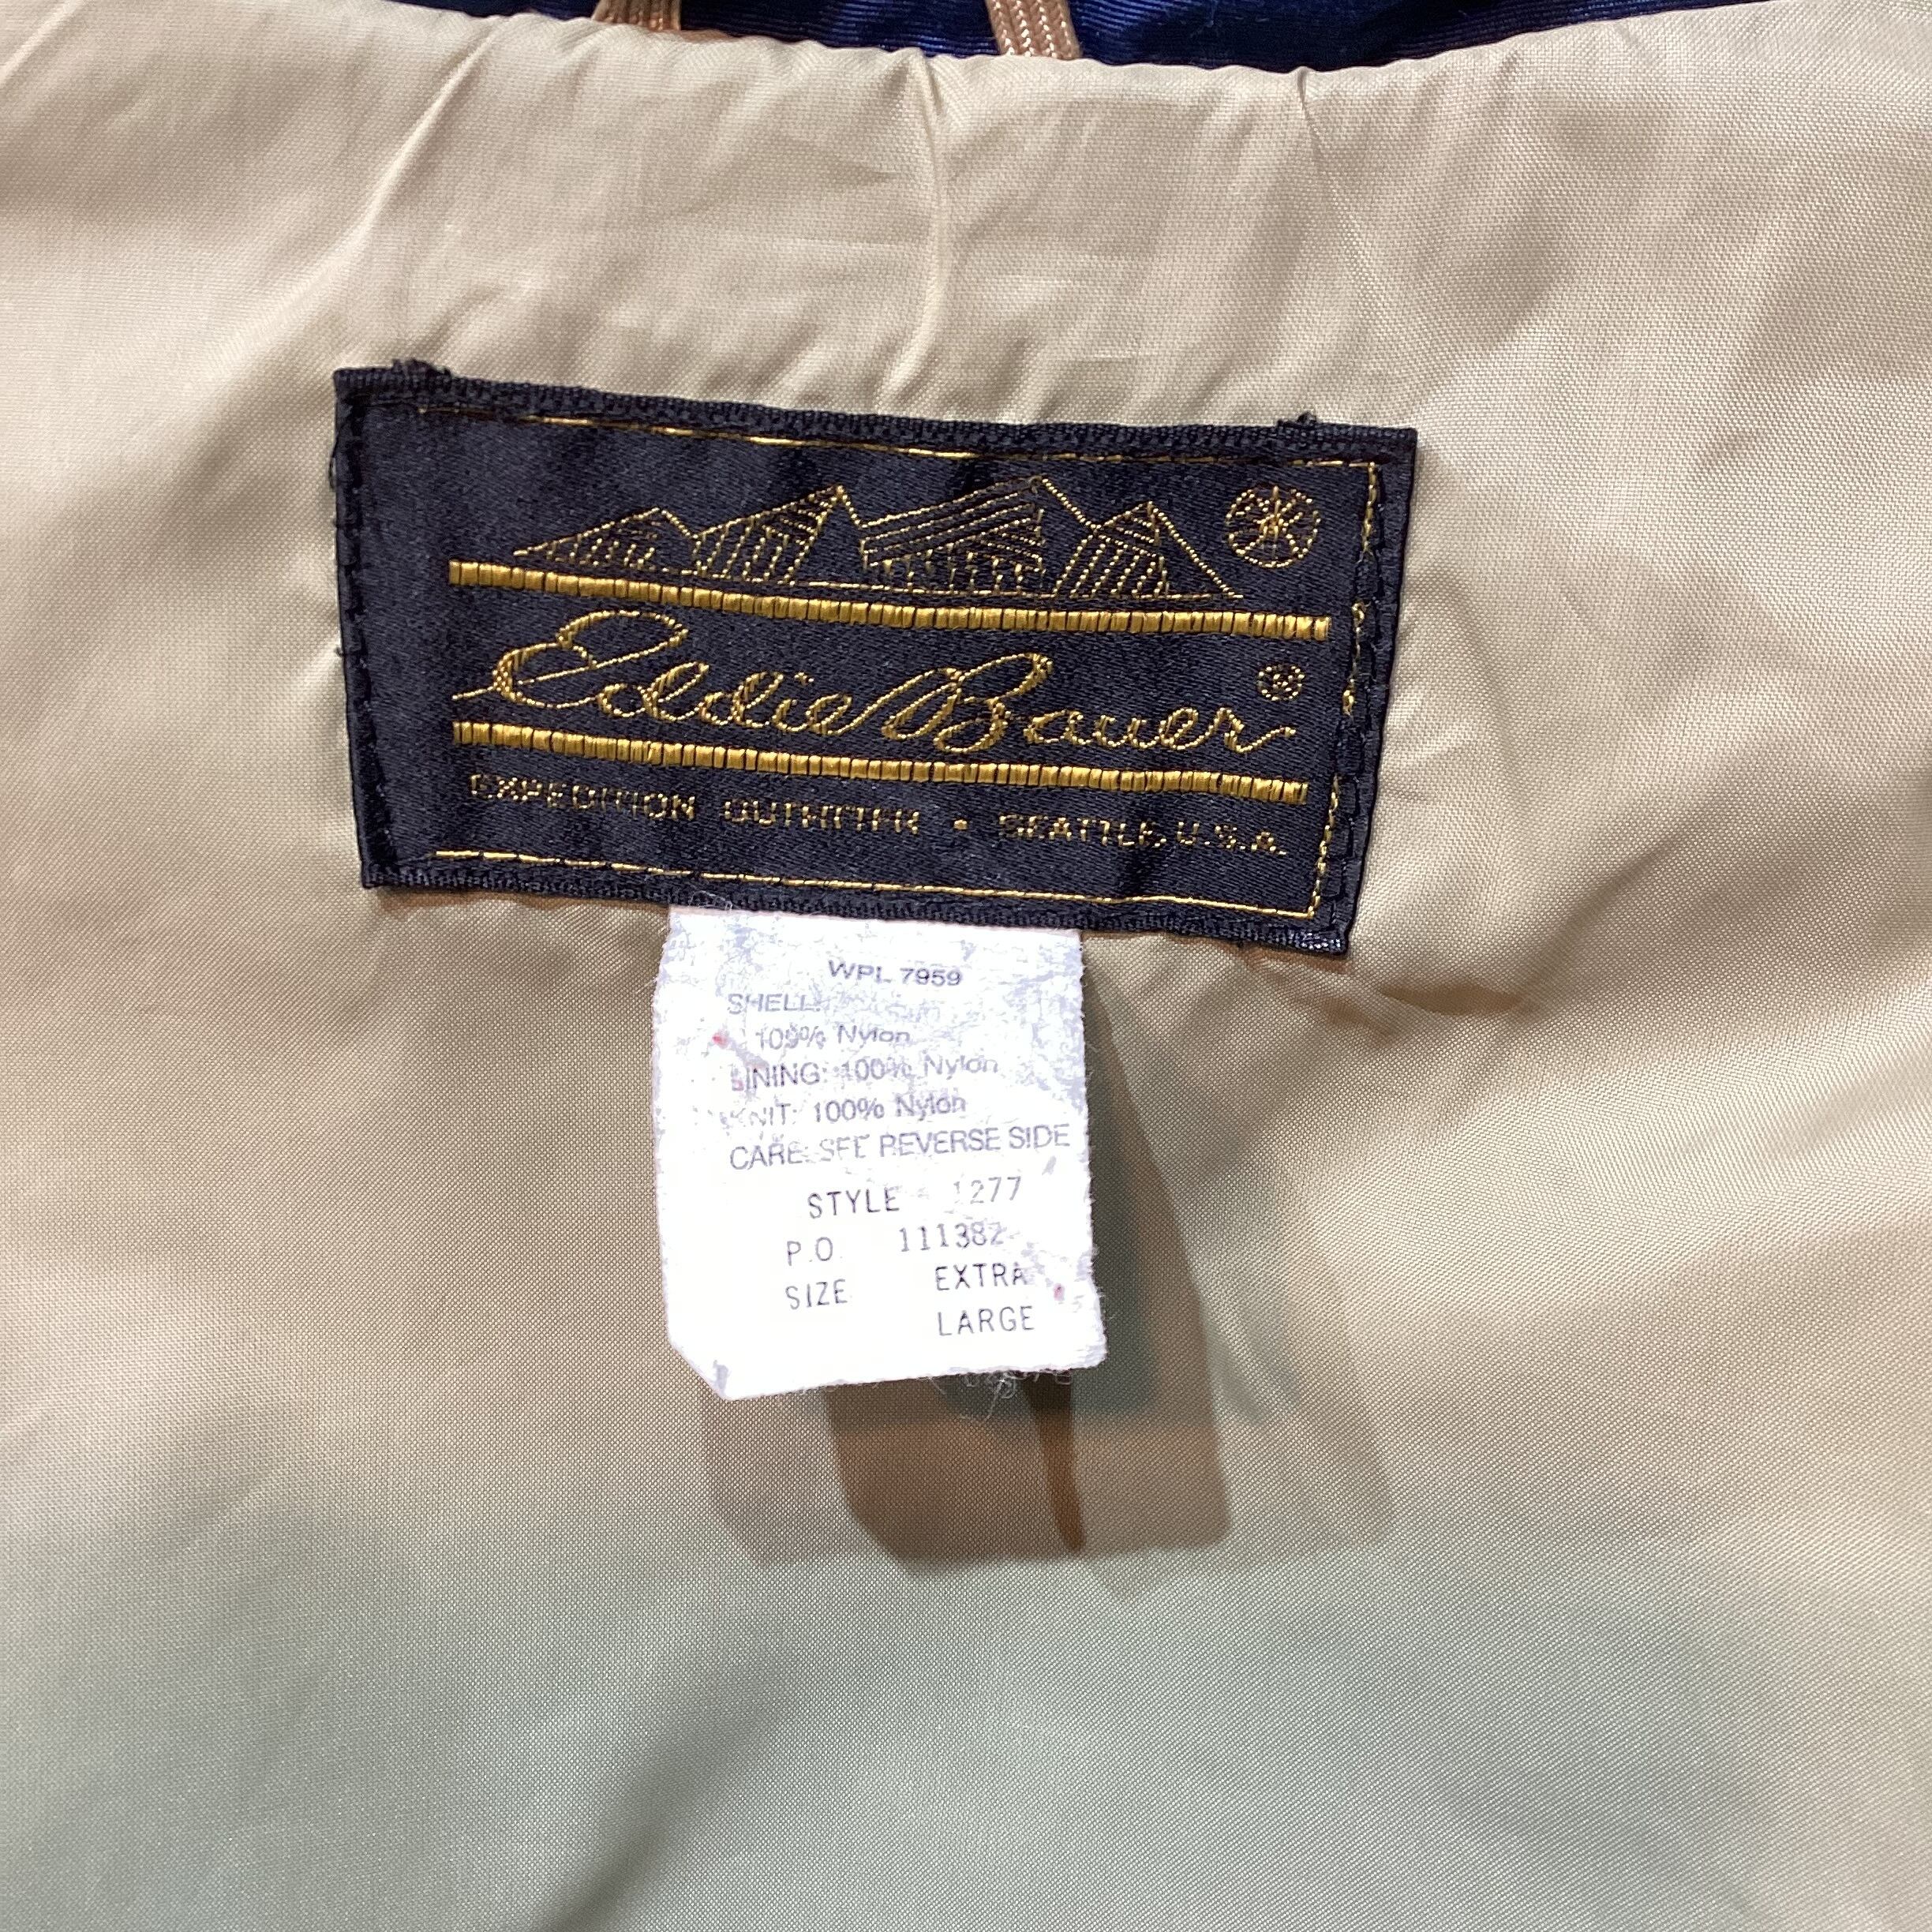 Eddie Bauer ®
EXPEDITION OUTFITTER • SEATTLE, U.S.A.
WPL 7959
SHELL:
100% Nylon
LINING: 100% Nylon
KNIT: 100% Nylon
CARE: SEE REVERSE SIDE
STYLE 1277
P.O. 111382
SIZE EXTRA
LARGE